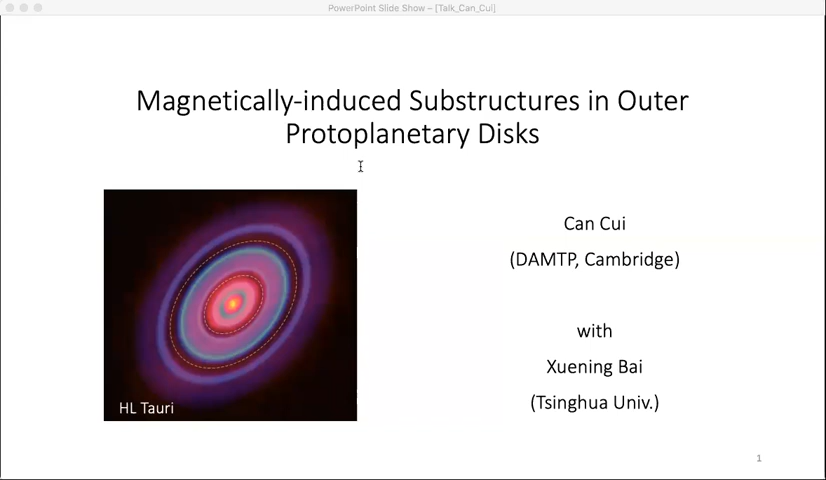 PowerPoint Slide Show – [Talk_Can_Cui]
Magnetically-induced Substructures in Outer
Protoplanetary Disks
Can Cui
(DAMTP, Cambridge)
with
Xuening Bai
(Tsinghua Univ.)
HL Tauri
1